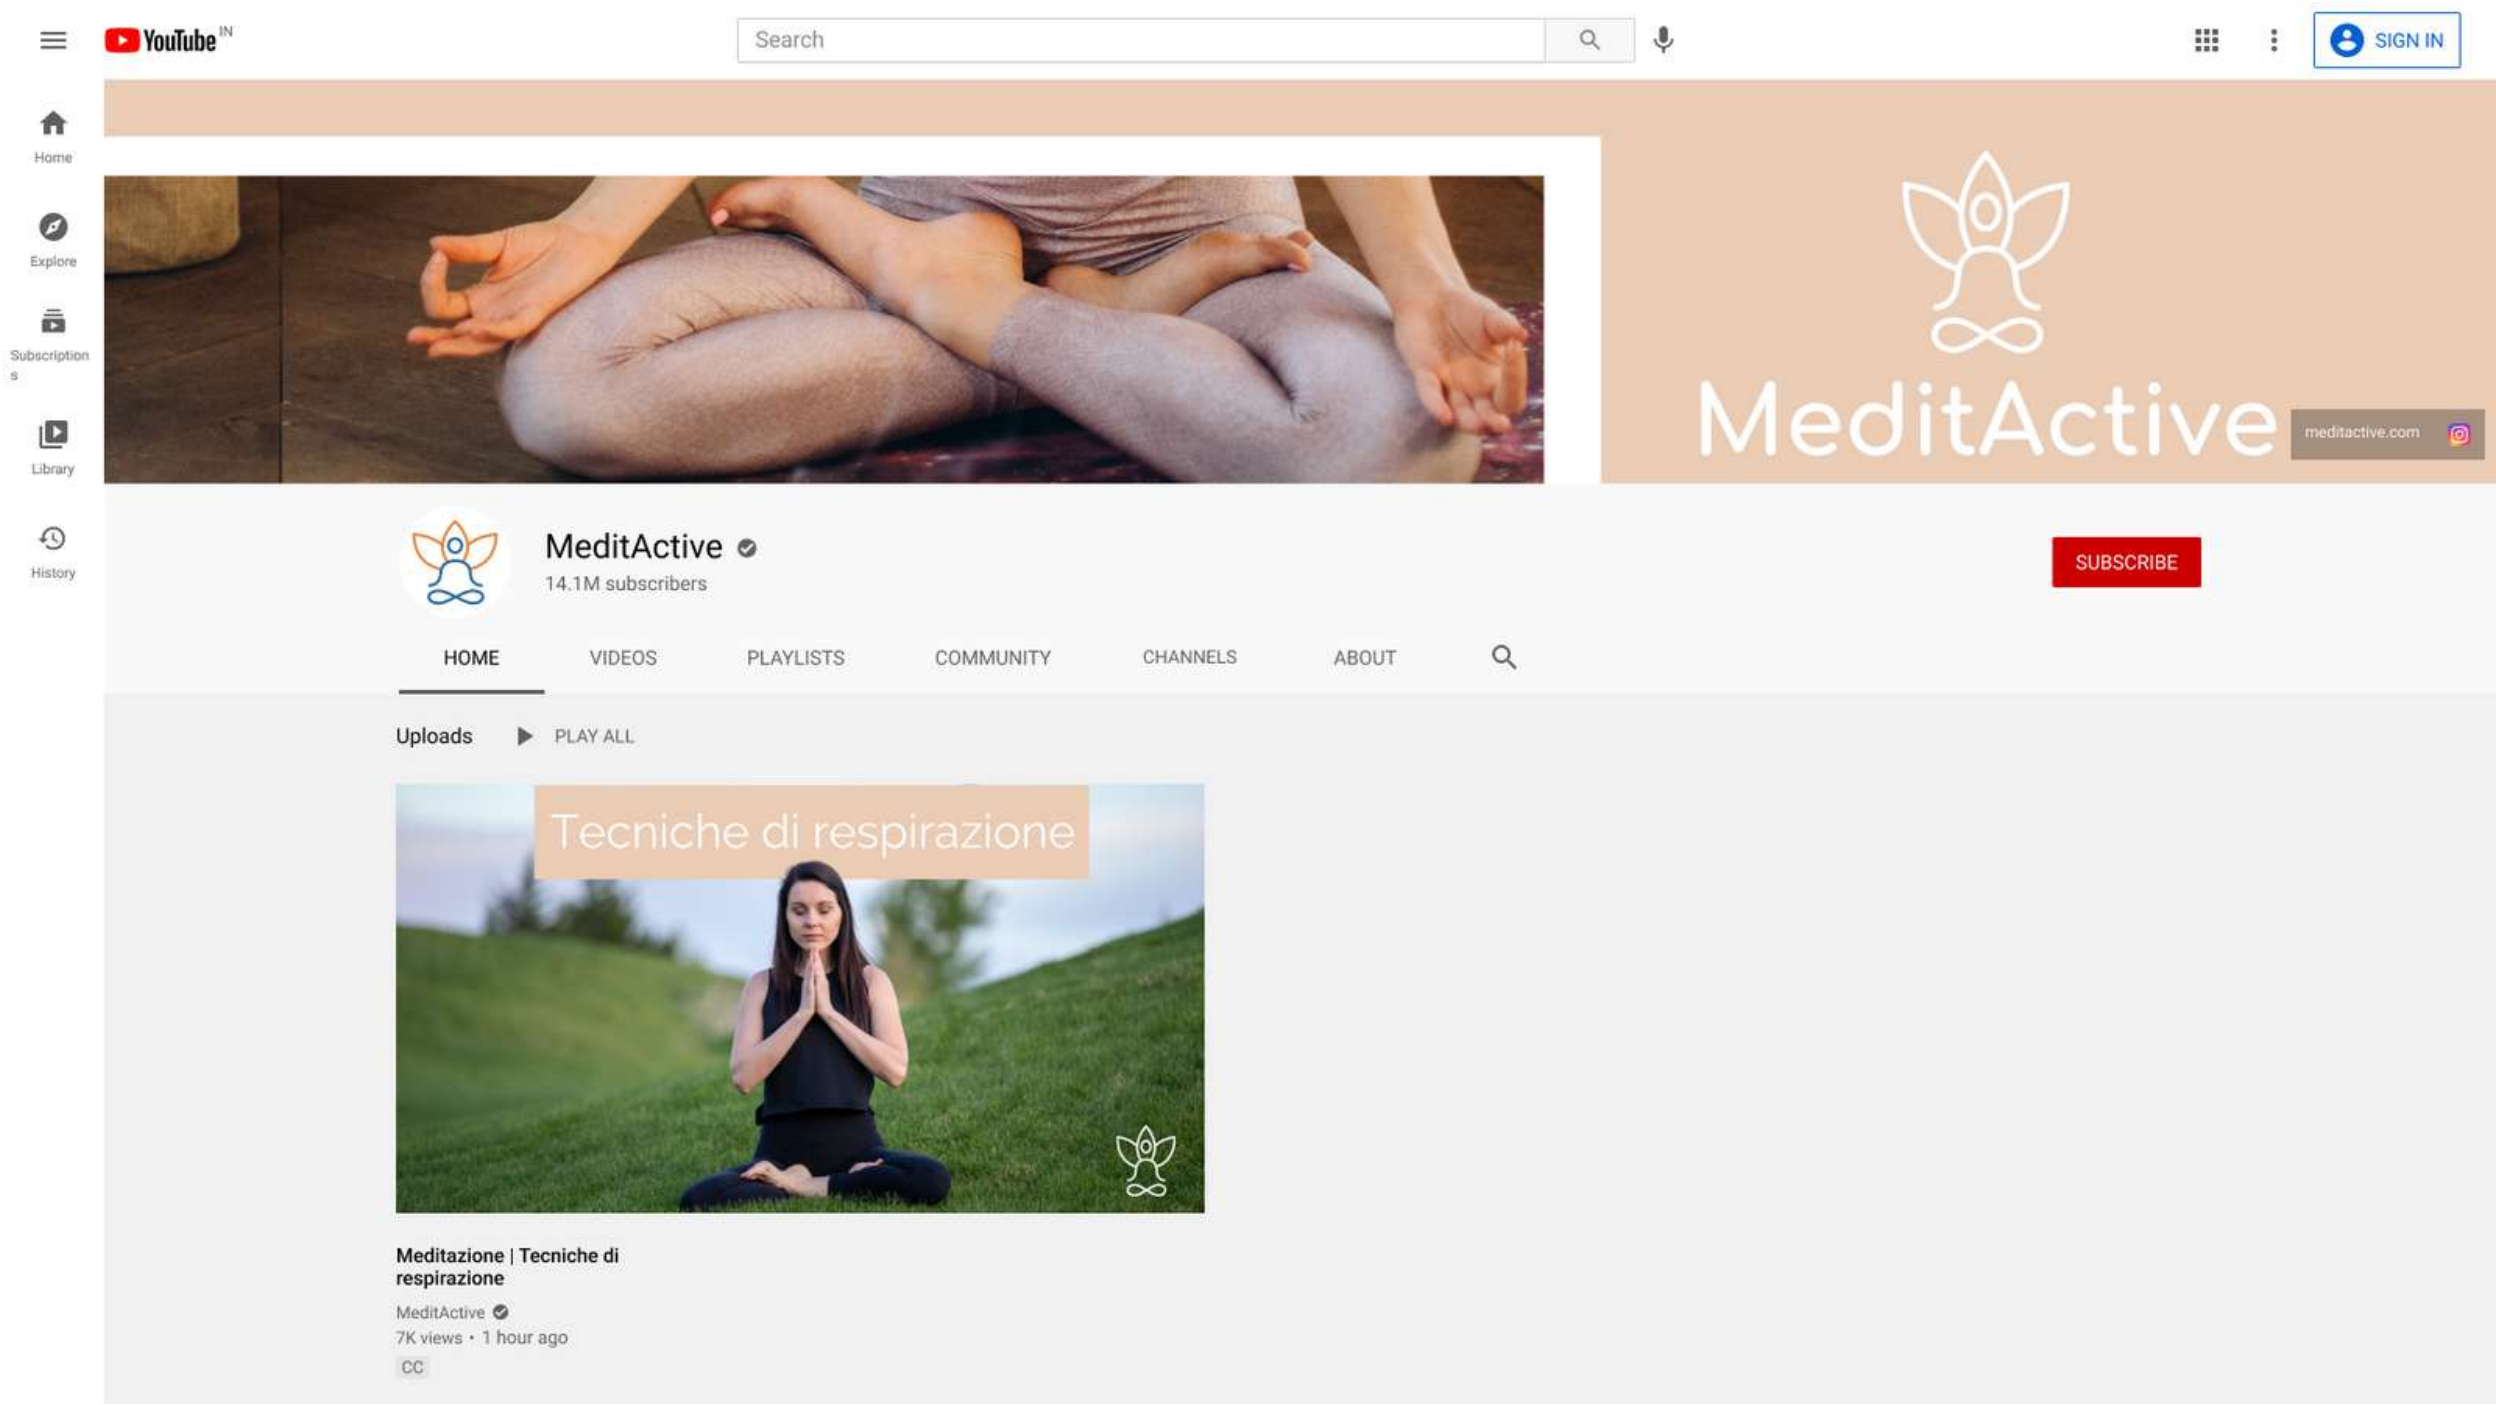 YouTube IN
Search
SIGN IN
Home
Explore
Subscription
s
Library
History
MeditActive
meditactive.com
MeditActive
14.1M subscribers
SUBSCRIBE
HOME
VIDEOS
PLAYLISTS
COMMUNITY
CHANNELS
ABOUT
Uploads
PLAY ALL
Tecniche di respirazione
Meditazione | Tecniche di
respirazione
MeditActive
7K views • 1 hour ago
CC